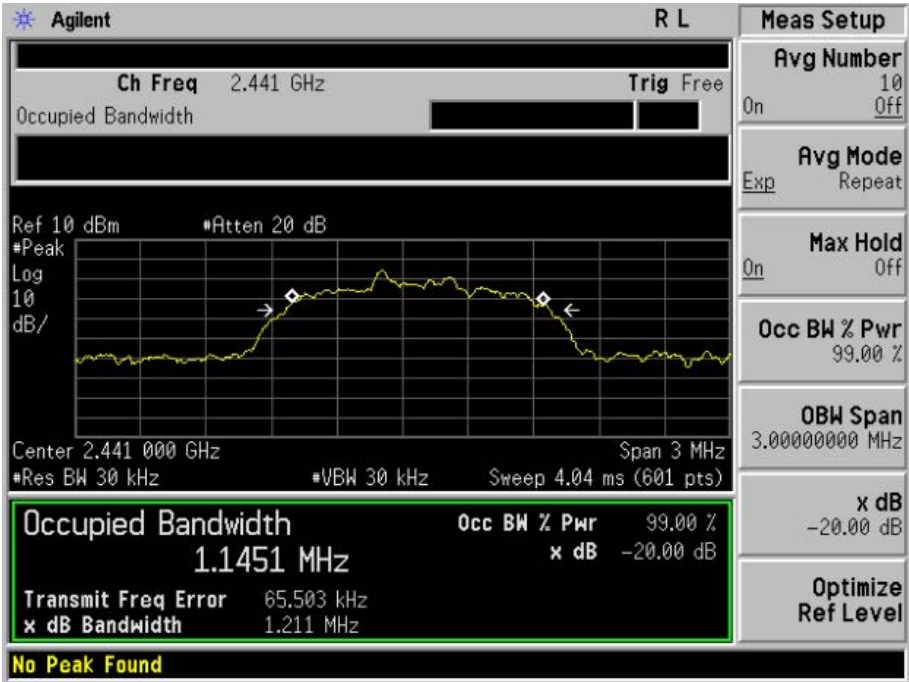 Agilent R L Meas Setup
Ch Freq 2.441 GHz Trig Free
Occupied Bandwidth
Ref 10 dBm #Atten 20 dB
#Peak
Log
10
dB/
Center 2.441 000 GHz Span 3 MHz
#Res BW 30 kHz #VBW 30 kHz Sweep 4.04 ms (601 pts)
Occupied Bandwidth Occ BW % Pwr 99.00 %
1.1451 MHz x dB -20.00 dB
Transmit Freq Error 65.503 kHz
x dB Bandwidth 1.211 MHz
No Peak Found
Avg Number
10
On Off
Avg Mode
Exp Repeat
Max Hold
On Off
Occ BW % Pwr
99.00 %
OBW Span
3.00000000 MHz
x dB
-20.00 dB
Optimize
Ref Level